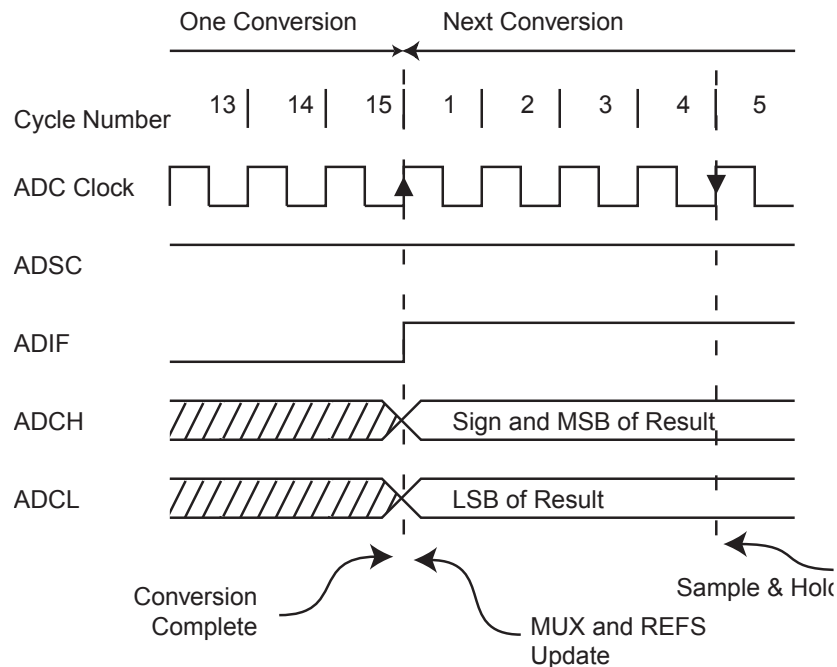 One Conversion
Next Conversion
Cycle Number
13 14 15 1 2 3 4 5
ADC Clock
ADSC
ADIF
ADCH
Sign and MSB of Result
ADCL
LSB of Result
Conversion
Complete
MUX and REFS
Update
Sample & Hold